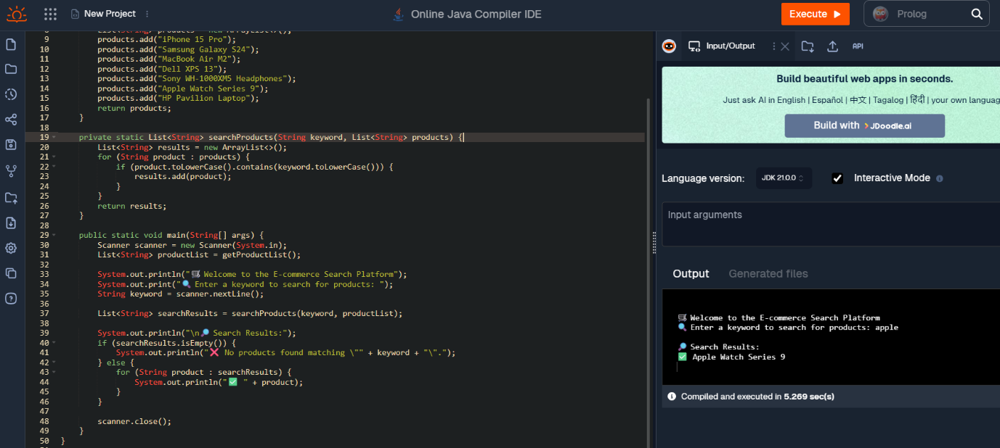 New Project
Online Java Compiler IDE
Execute
Prolog
8 List<String> products = new ArrayList<>();
9 products.add("iPhone 15 Pro");
10 products.add("Samsung Galaxy S24");
11 products.add("MacBook Air M2");
12 products.add("Dell XPS 13");
13 products.add("Sony WH-1000XM5 Headphones");
14 products.add("Apple Watch Series 9");
15 products.add("HP Pavilion Laptop");
16 return products;
17 }
18
19 private static List<String> searchProducts(String keyword, List<String> products) {
20 List<String> results = new ArrayList<>();
21 for (String product : products) {
22 if (product.toLowerCase().contains(keyword.toLowerCase())) {
23 results.add(product);
24 }
25 }
26 return results;
27 }
28
29 public static void main(String[] args) {
30 Scanner scanner = new Scanner(System.in);
31 List<String> productList = getProductList();
32
33 System.out.println("🛒 Welcome to the E-commerce Search Platform");
34 System.out.print("🔍 Enter a keyword to search for products: ");
35 String keyword = scanner.nextLine();
36
37 List<String> searchResults = searchProducts(keyword, productList);
38
39 System.out.println("\n🔎 Search Results:");
40 if (searchResults.isEmpty()) {
41 System.out.println("❌ No products found matching \"" + keyword + "\".");
42 } else {
43 for (String product : searchResults) {
44 System.out.println("✅ " + product);
45 }
46 }
47
48 scanner.close();
49 }
50 }
Input/Output
API
Build beautiful web apps in seconds.
Just ask AI in English | Español | 中文 | Tagalog | हिंदी | your own languag
Build with JDoodle.ai
Language version:
JDK 21.0.0
Interactive Mode
Input arguments
Output
Generated files
🛒 Welcome to the E-commerce Search Platform
🔍 Enter a keyword to search for products: apple
🔎 Search Results:
✅ Apple Watch Series 9
Compiled and executed in 5.269 sec(s)